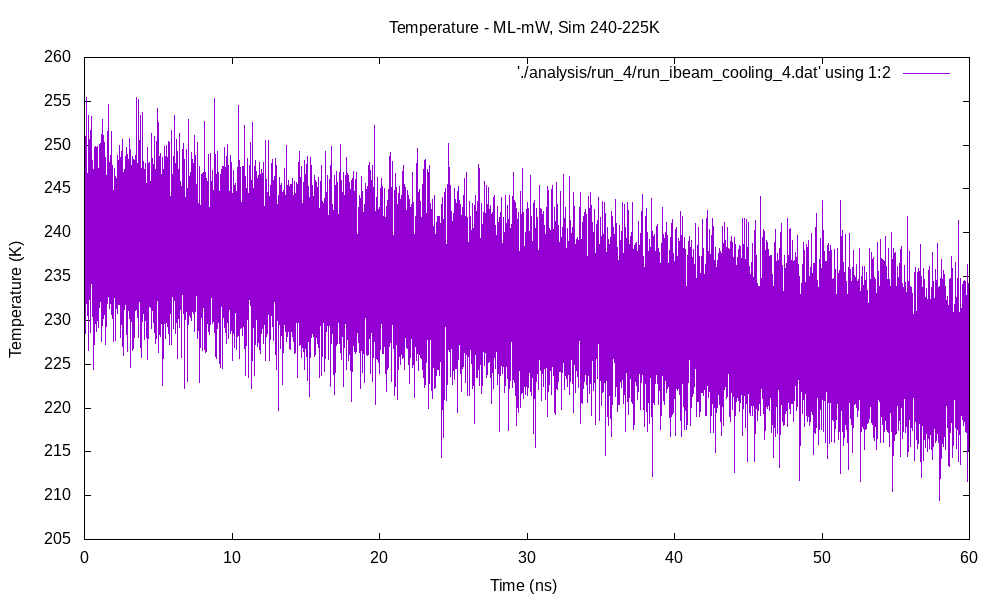 Temperature - ML-mW, Sim 240-225K
'./analysis/run_4/run_ibeam_cooling_4.dat' using 1:2
Temperature (K)
260
255
250
245
240
235
230
225
220
215
210
205
0 10 20 30 40 50 60
Time (ns)